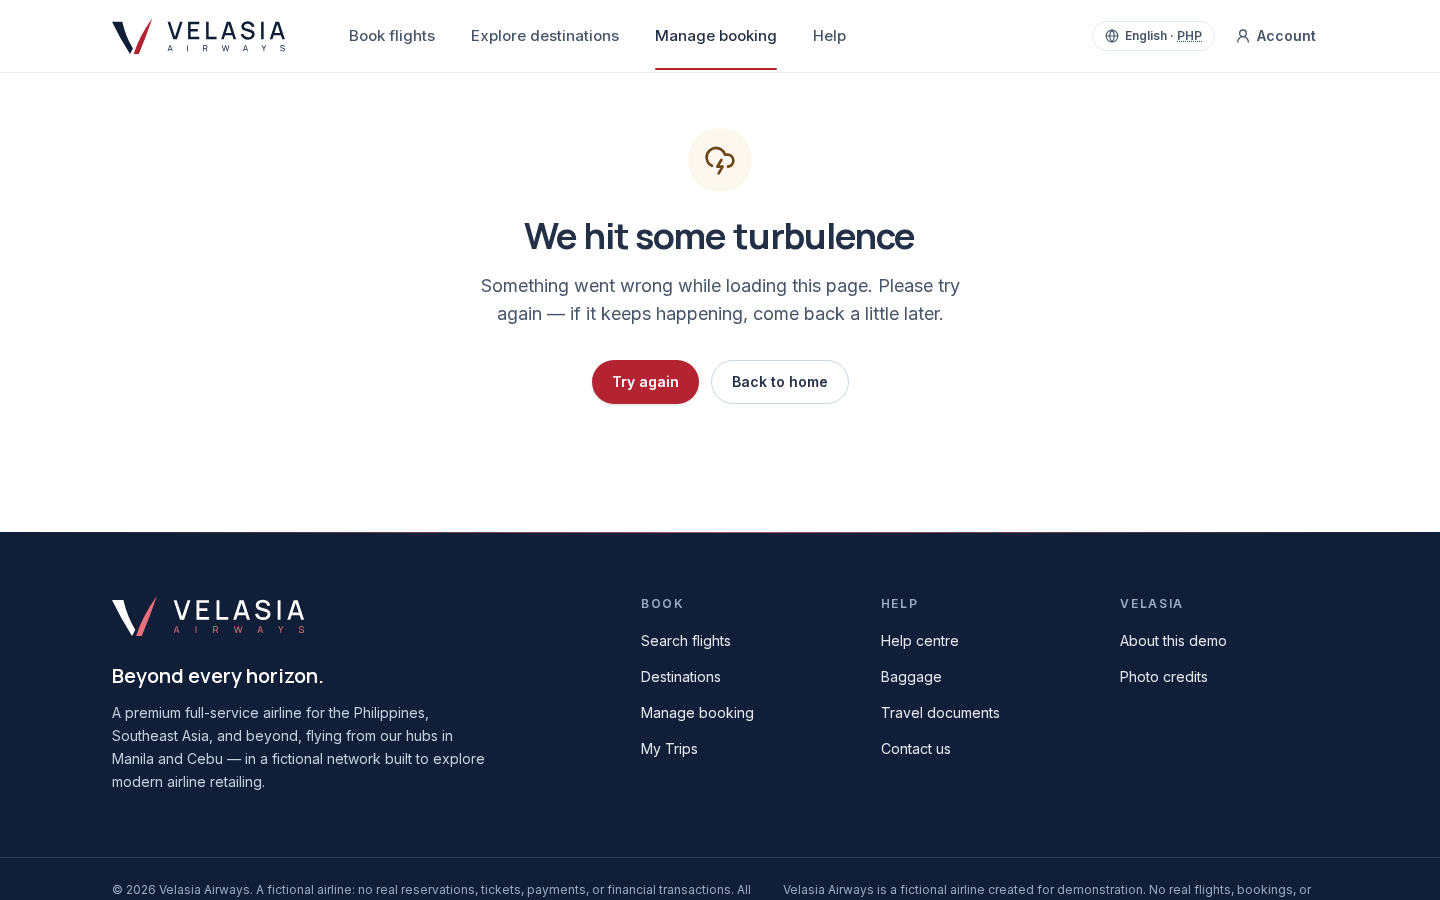 VELASIA
AIRWAYS
Book flights
Explore destinations
Manage booking
Help
English · PHP
Account
We hit some turbulence
Something went wrong while loading this page. Please try
again — if it keeps happening, come back a little later.
Try again
Back to home
VELASIA
AIRWAYS
Beyond every horizon.
A premium full-service airline for the Philippines,
Southeast Asia, and beyond, flying from our hubs in
Manila and Cebu — in a fictional network built to explore
modern airline retailing.
BOOK
Search flights
Destinations
Manage booking
My Trips
HELP
Help centre
Baggage
Travel documents
Contact us
VELASIA
About this demo
Photo credits
© 2026 Velasia Airways. A fictional airline: no real reservations, tickets, payments, or financial transactions. All
Velasia Airways is a fictional airline created for demonstration. No real flights, bookings, or